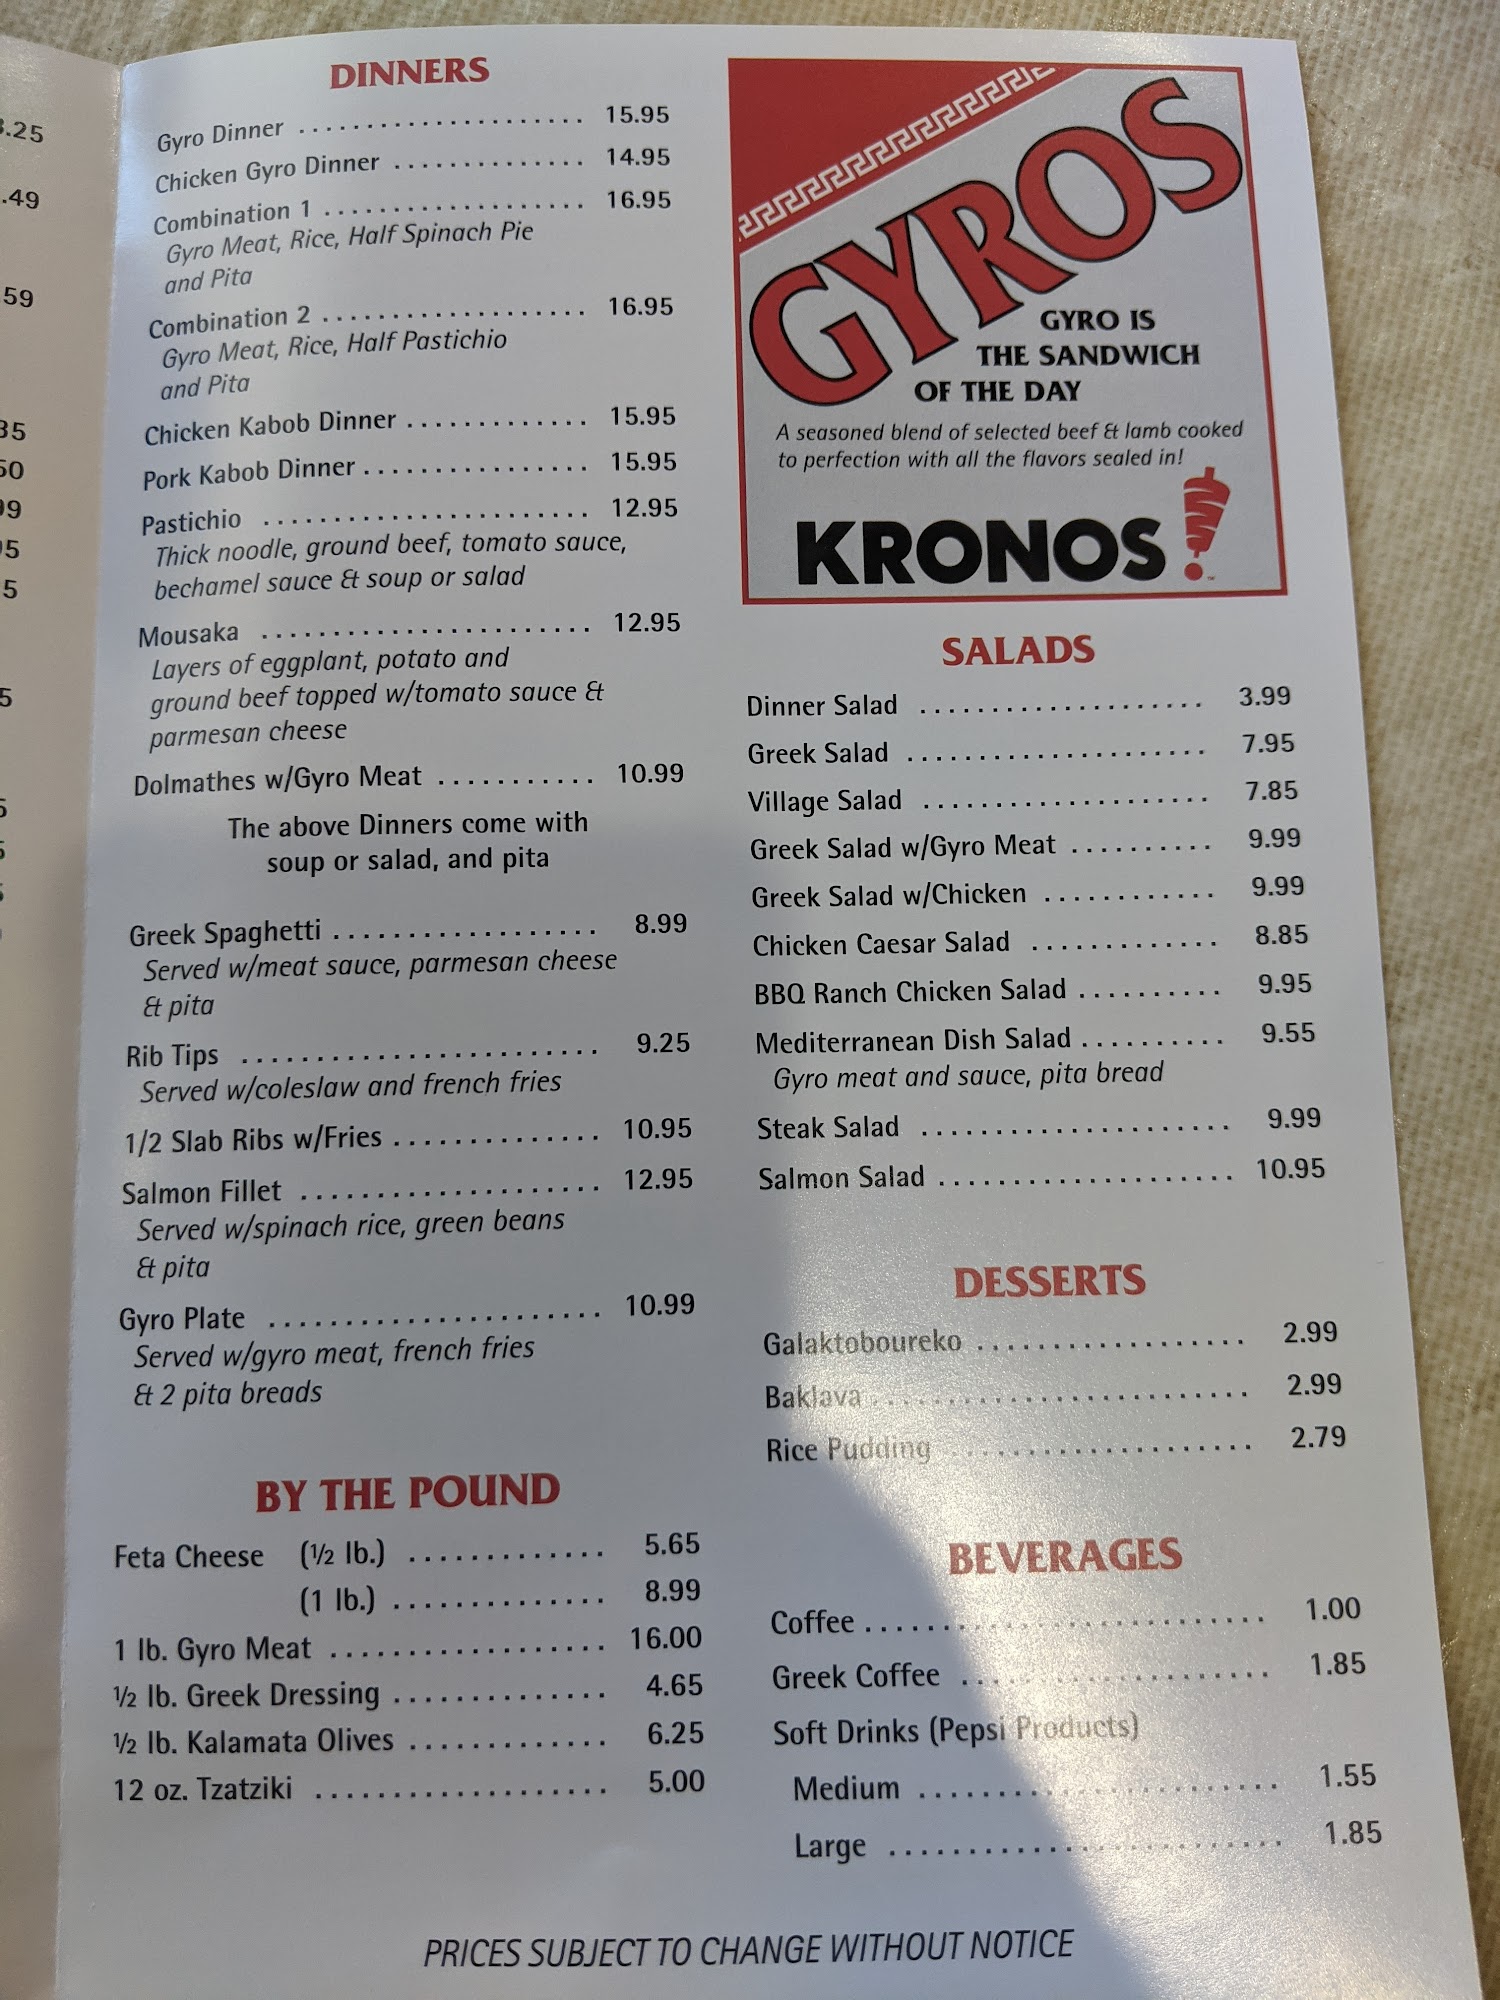 DINNERS
Gyro Dinner ..................... 15.95
Chicken Gyro Dinner .............. 14.95
Combination 1 ................... 16.95
Gyro Meat, Rice, Half Spinach Pie
and Pita
Combination 2 ................... 16.95
Gyro Meat, Rice, Half Pastichio
and Pita
Chicken Kabob Dinner ............. 15.95
Pork Kabob Dinner ................ 15.95
Pastichio ....................... 12.95
Thick noodle, ground beef, tomato sauce,
bechamel sauce & soup or salad
Mousaka ....................... 12.95
Layers of eggplant, potato and
ground beef topped w/tomato sauce &
parmesan cheese
Dolmathes w/Gyro Meat ........... 10.99
The above Dinners come with
soup or salad, and pita
Greek Spaghetti .................. 8.99
Served w/meat sauce, parmesan cheese
& pita
Rib Tips ........................ 9.25
Served w/coleslaw and french fries
1/2 Slab Ribs w/Fries .............. 10.95
Salmon Fillet .................... 12.95
Served w/spinach rice, green beans
& pita
Gyro Plate ....................... 10.99
Served w/gyro meat, french fries
& 2 pita breads
BY THE POUND
Feta Cheese (½ lb.) ............. 5.65
(1 lb.) .............. 8.99
1 lb. Gyro Meat ................... 16.00
½ lb. Greek Dressing .............. 4.65
½ lb. Kalamata Olives ............. 6.25
12 oz. Tzatziki ................... 5.00
GYROS
GYRO IS
THE SANDWICH
OF THE DAY
A seasoned blend of selected beef & lamb cooked
to perfection with all the flavors sealed in!
KRONOS
™
SALADS
Dinner Salad .................... 3.99
Greek Salad ..................... 7.95
Village Salad .................... 7.85
Greek Salad w/Gyro Meat .......... 9.99
Greek Salad w/Chicken ............ 9.99
Chicken Caesar Salad ............. 8.85
BBQ Ranch Chicken Salad .......... 9.95
Mediterranean Dish Salad .......... 9.55
Gyro meat and sauce, pita bread
Steak Salad ...................... 9.99
Salmon Salad ..................... 10.95
DESSERTS
Galaktoboureko ................... 2.99
Baklava .......................... 2.99
Rice Pudding ..................... 2.79
BEVERAGES
Coffee ........................... 1.00
Greek Coffee ..................... 1.85
Soft Drinks (Pepsi Products)
Medium ......................... 1.55
Large .......................... 1.85
PRICES SUBJECT TO CHANGE WITHOUT NOTICE